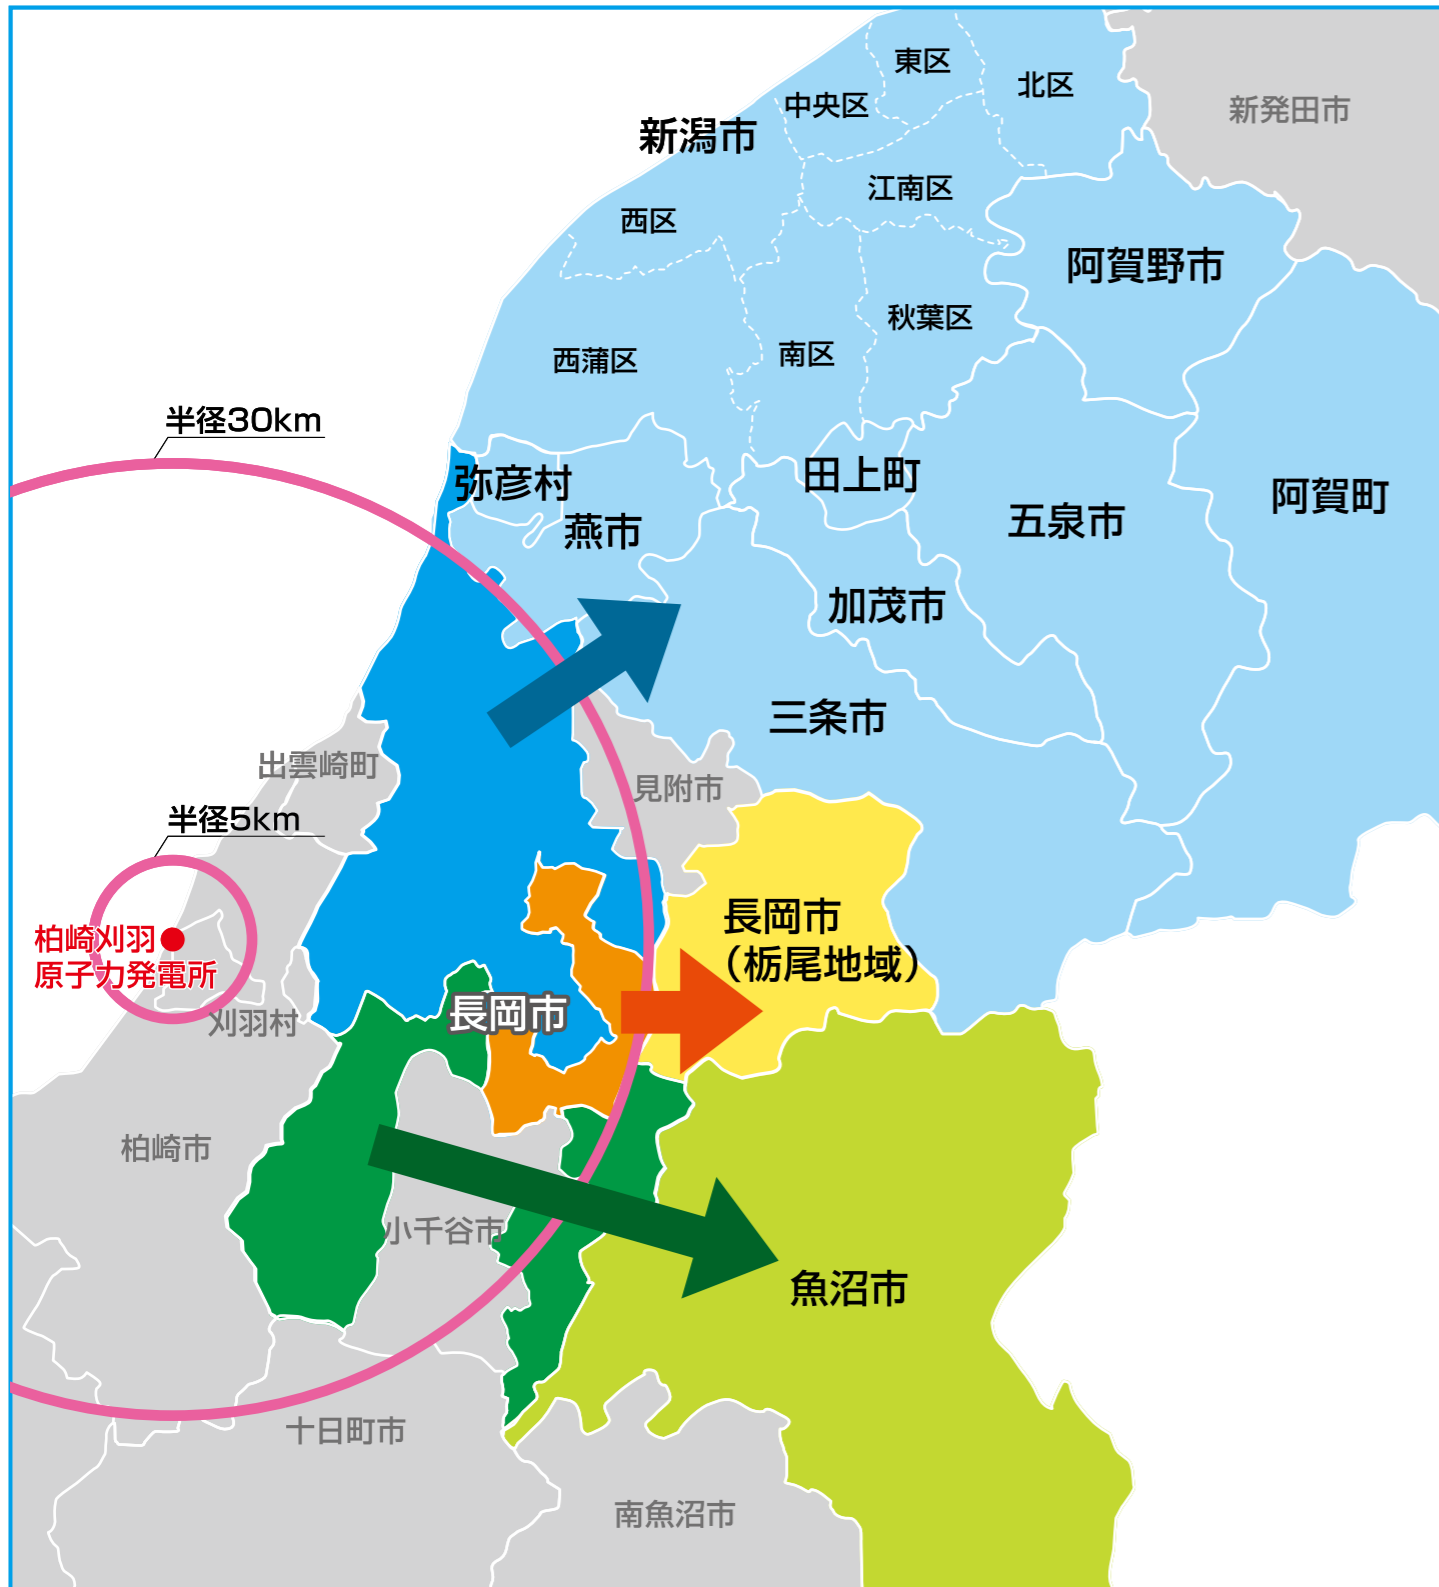 東区
北区
中央区
新発田市
新潟市
江南区
西区
阿賀野市
秋葉区
南区
西蒲区
半径30km
弥彦村
田上町
阿賀町
燕市
五泉市
加茂市
三条市
出雲崎町
見附市
半径5km
長岡市
(栃尾地域)
柏崎刈羽
原子力発電所
長岡市
刈羽村
柏崎市
小千谷市
魚沼市
十日町市
南魚沼市